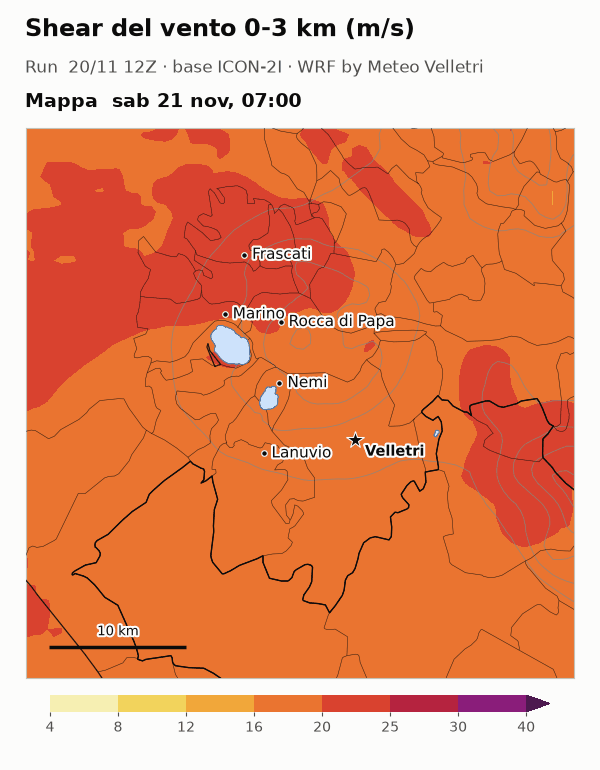 Shear del vento 0-3 km (m/s)
Run  20/11 12Z · base ICON-2I · WRF by Meteo Velletri
Mappa  sab 21 nov, 07:00
Frascati
Marino
Rocca di Papa
Nemi
Velletri
Lanuvio
10 km
4 8 12 16 20 25 30 40